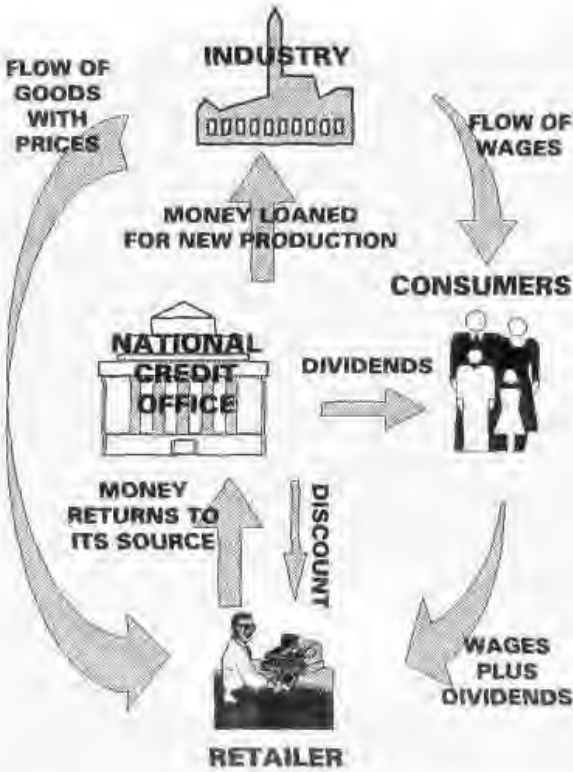 INDUSTRY
FLOW OF
GOODS
WITH
PRICES
FLOW OF
WAGES
MONEY LOANED
FOR NEW PRODUCTION
CONSUMERS
NATIONAL
CREDIT
OFFICE
DIVIDENDS
MONEY
RETURNS TO
ITS SOURCE
DISCOUNT
WAGES
PLUS
DIVIDENDS
RETAILER